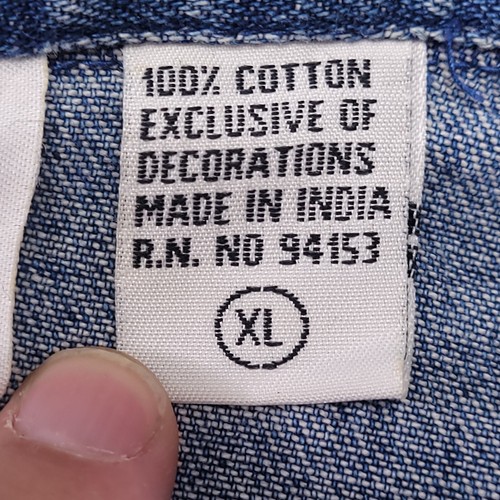 100% COTTON
EXCLUSIVE OF
DECORATIONS
MADE IN INDIA
R.N. NO 94153
XL